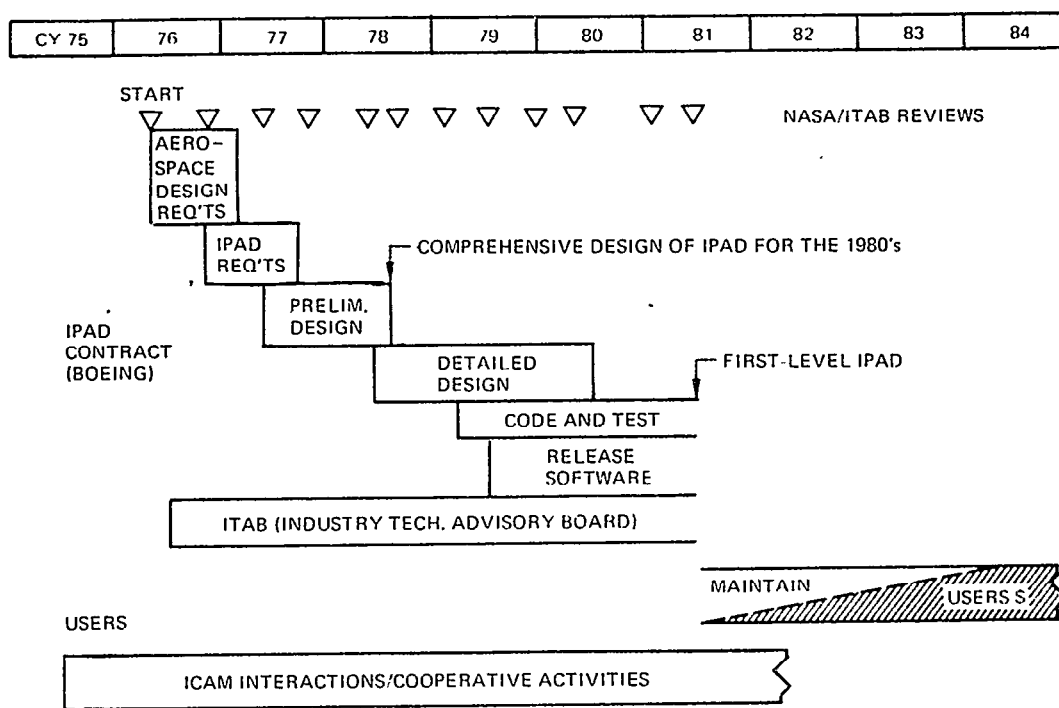 CY 75 76 77 78 79 80 81 82 83 84
START
NASA/ITAB REVIEWS
AERO-
SPACE
DESIGN
REQ'TS
IPAD
REQ'TS
COMPREHENSIVE DESIGN OF IPAD FOR THE 1980's
PRELIM.
DESIGN
IPAD
CONTRACT
(BOEING)
DETAILED
DESIGN
FIRST-LEVEL IPAD
CODE AND TEST
RELEASE
SOFTWARE
ITAB (INDUSTRY TECH. ADVISORY BOARD)
MAINTAIN
USERS $
USERS
ICAM INTERACTIONS/COOPERATIVE ACTIVITIES